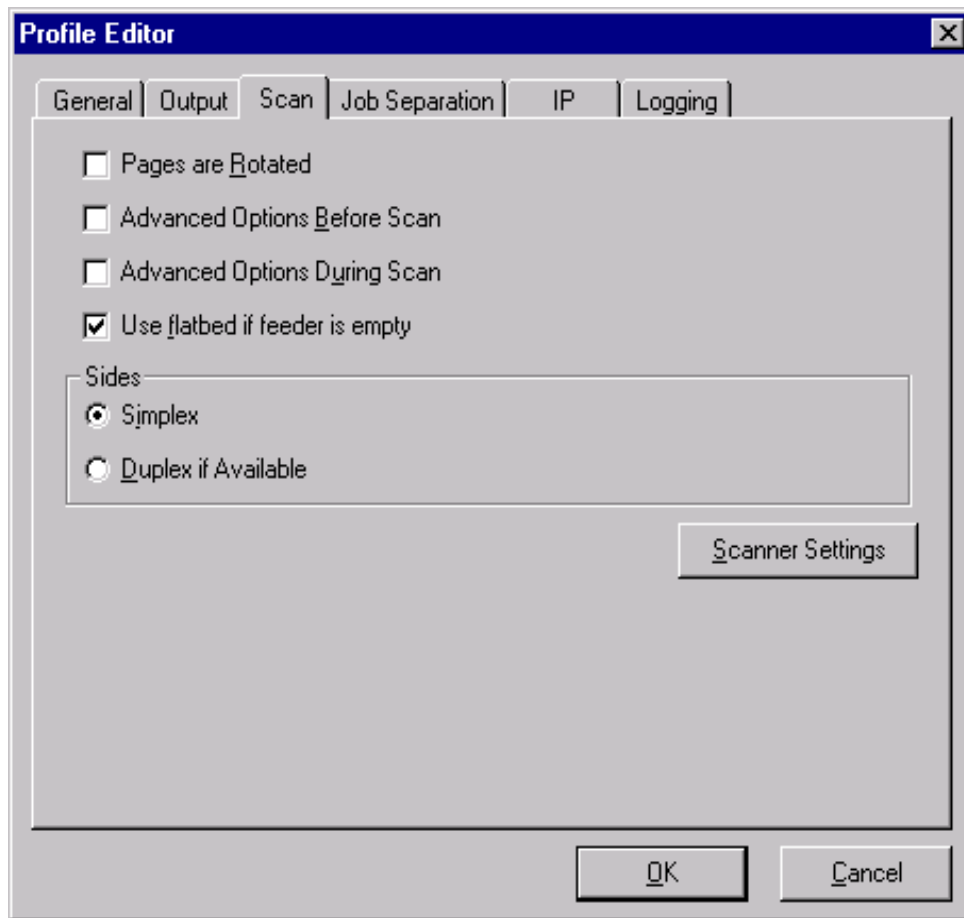 Profile Editor
General Output Scan Job Separation IP Logging
Pages are Rotated
Advanced Options Before Scan
Advanced Options During Scan
Use flatbed if feeder is empty
Sides
Simplex
Duplex if Available
Scanner Settings
OK Cancel